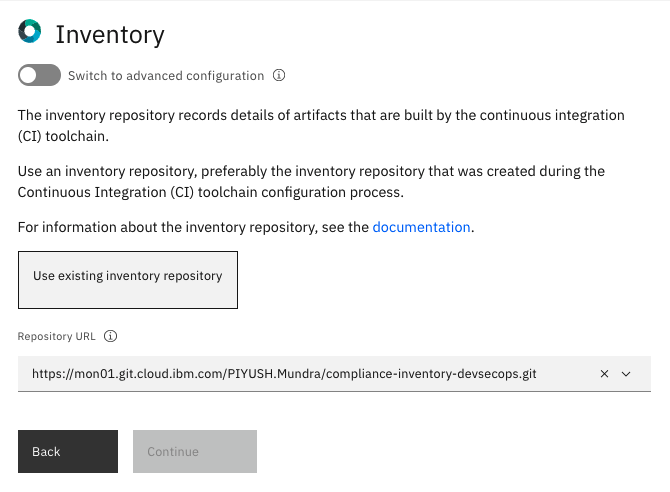 Inventory
Switch to advanced configuration
The inventory repository records details of artifacts that are built by the continuous integration
(CI) toolchain.
Use an inventory repository, preferably the inventory repository that was created during the
Continuous Integration (CI) toolchain configuration process.
For information about the inventory repository, see the documentation.
Use existing inventory repository
Repository URL
https://mon01.git.cloud.ibm.com/PIYUSH.Mundra/compliance-inventory-devsecops.git
Back
Continue